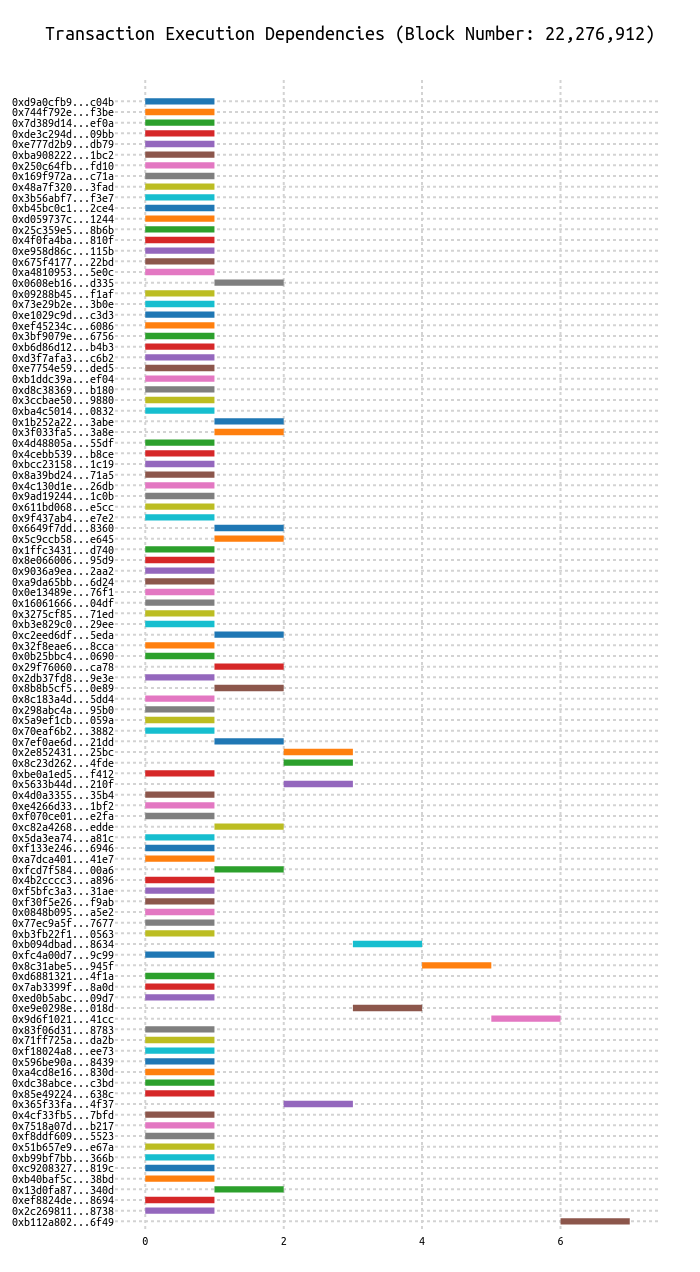 Transaction Execution Dependencies (Block Number: 22,276,912)
0xd9a0cfb9...c04b
0x744f792e...f3be
0x7d389d14...ef0a
0xde3c294d...09bb
0xe777d2b9...db79
0xba908222...1bc2
0x250c64fb...fd10
0x169f972a...c71a
0x48a7f320...3fad
0x3b56abf7...f3e7
0xb45bc0c1...2ce4
0xd059737c...1244
0x25c359e5...8b6b
0x4f0fa4ba...810f
0xe958d86c...115b
0x675f4177...22bd
0xa4810953...5e0c
0x0608eb16...d335
0x09288b45...f1af
0x73e29b2e...3b0e
0xe1029c9d...c3d3
0xef45234c...6086
0x3bf9079e...6756
0xb6d86d12...b4b3
0xd3f7afa3...c6b2
0xe7754e59...ded5
0xb1ddc39a...ef04
0xd8c38369...b180
0x3ccbae50...9880
0xba4c5014...0832
0x1b252a22...3abe
0x3f033fa5...3a8e
0x4d48805a...55df
0x4cebb539...b8ce
0xbcc23158...1c19
0x8a39bd24...71a5
0x4c130d1e...26db
0x9ad19244...1c0b
0x611bd068...e5cc
0x9f437ab4...e7e2
0x6649f7dd...8360
0x5c9ccb58...e645
0x1ffc3431...d740
0x8e066006...95d9
0x9036a9ea...2aa2
0xa9da65bb...6d24
0x0e13489e...76f1
0x16061666...04df
0x3275cf85...71ed
0xb3e829c0...29ee
0xc2eed6df...5eda
0x32f8eae6...8cca
0x0b25bbc4...0690
0x29f76060...ca78
0x2db37fd8...9e3e
0x8b8b5cf5...0e89
0x8c183a4d...5dd4
0x298abc4a...95b0
0x5a9ef1cb...059a
0x70eaf6b2...3882
0x7ef0ae6d...21dd
0x2e852431...25bc
0x8c23d262...4fde
0xbe0a1ed5...f412
0x5633b44d...210f
0x4d0a3355...35b4
0xe4266d33...1bf2
0xf070ce01...e2fa
0xc82a4268...edde
0x5da3ea74...a81c
0xf133e246...6946
0xa7dca401...41e7
0xfcd7f584...00a6
0x4b2cccc3...a896
0xf5bfc3a3...31ae
0xf30f5e26...f9ab
0x0848b095...a5e2
0x77ec9a5f...7677
0xb3fb22f1...0563
0xb094dbad...8634
0xfc4a00d7...9c99
0x8c31abe5...945f
0xd6881321...4f1a
0x7ab3399f...8a0d
0xed0b5abc...09d7
0xe9e0298e...018d
0x9d6f1021...41cc
0x83f06d31...8783
0x71ff725a...da2b
0xf18024a8...ee73
0x596be90a...8439
0xa4cd8e16...830d
0xdc38abce...c3bd
0x85e49224...638c
0x365f33fa...4f37
0x4cf33fb5...7bfd
0x7518a07d...b217
0xf8ddf609...5523
0x51b657e9...e67a
0xb99bf7bb...366b
0xc9208327...819c
0xb40baf5c...38bd
0x13d0fa87...340d
0xef8824de...8694
0x2c269811...8738
0xb112a802...6f49
0 2 4 6